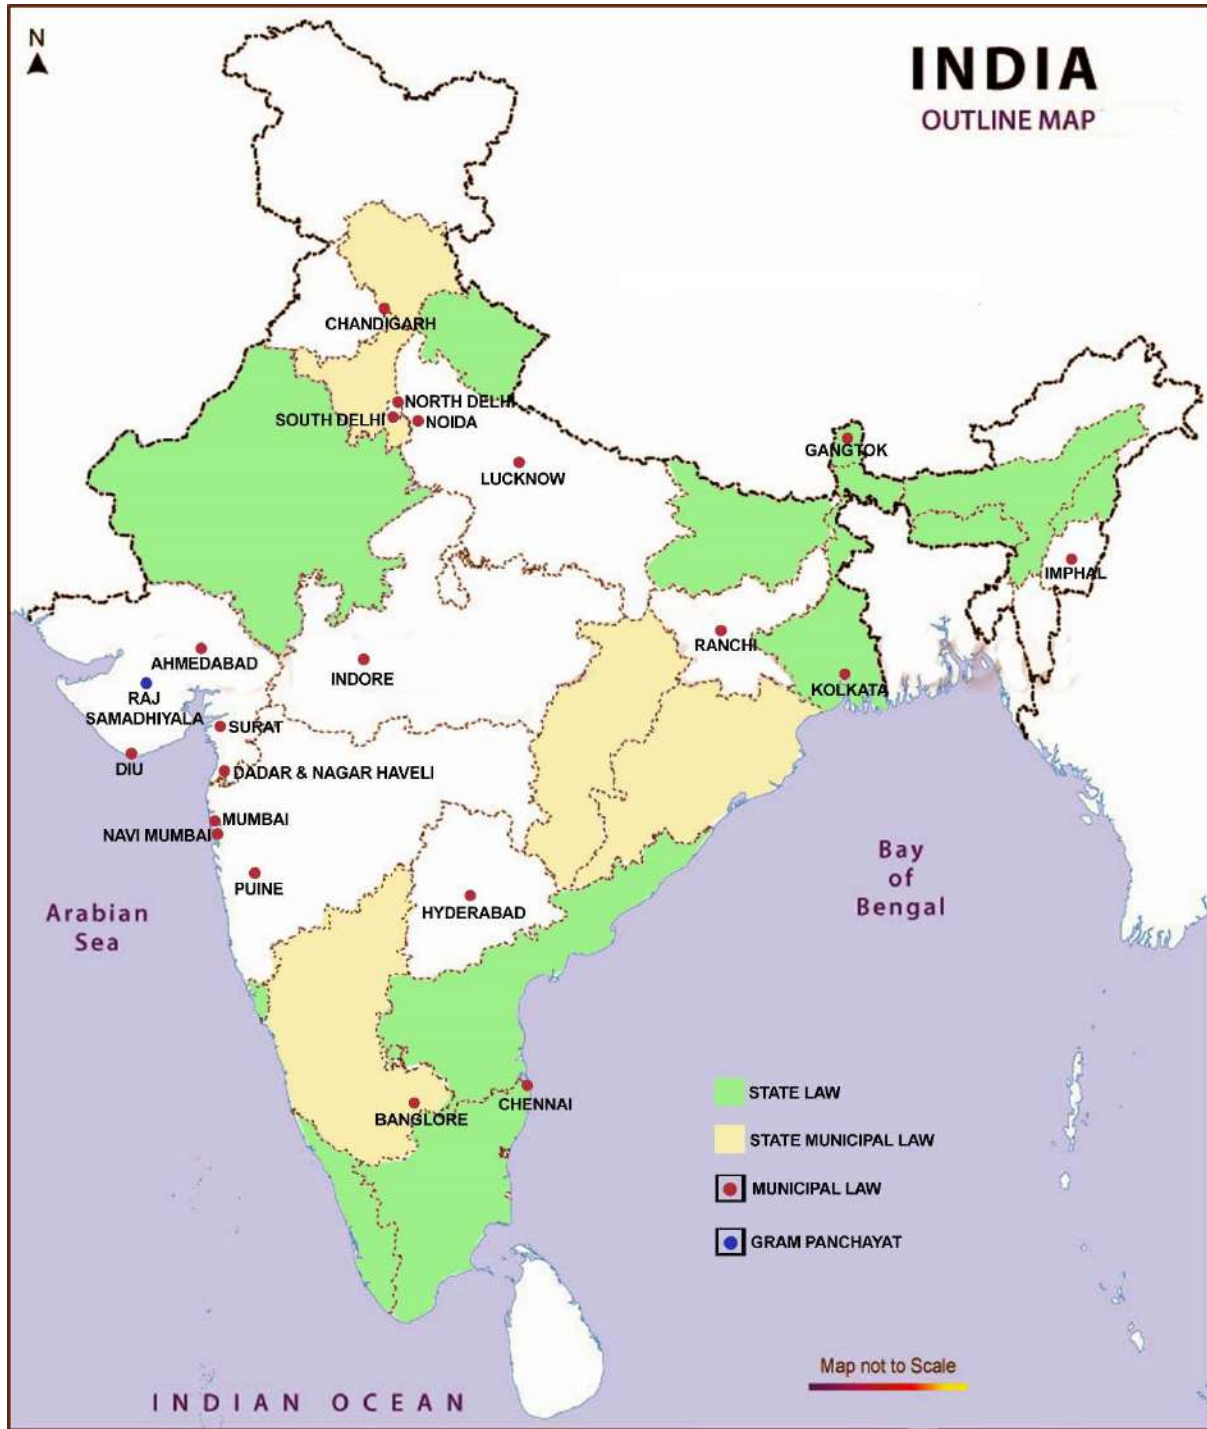 N
INDIA
OUTLINE MAP
CHANDIGARH
NORTH DELHI
SOUTH DELHI
NOIDA
LUCKNOW
GANGTOK
IMPHAL
RANCHI
AHMEDABAD
INDORE
KOLKATA
RAJ
SAMADHIYALA
SURAT
DIU
DADAR & NAGAR HAVELI
MUMBAI
NAVI MUMBAI
PUINE
HYDERABAD
Arabian
Sea
Bay
of
Bengal
BANGLORE
CHENNAI
STATE LAW
STATE MUNICIPAL LAW
MUNICIPAL LAW
GRAM PANCHAYAT
Map not to Scale
INDIAN OCEAN